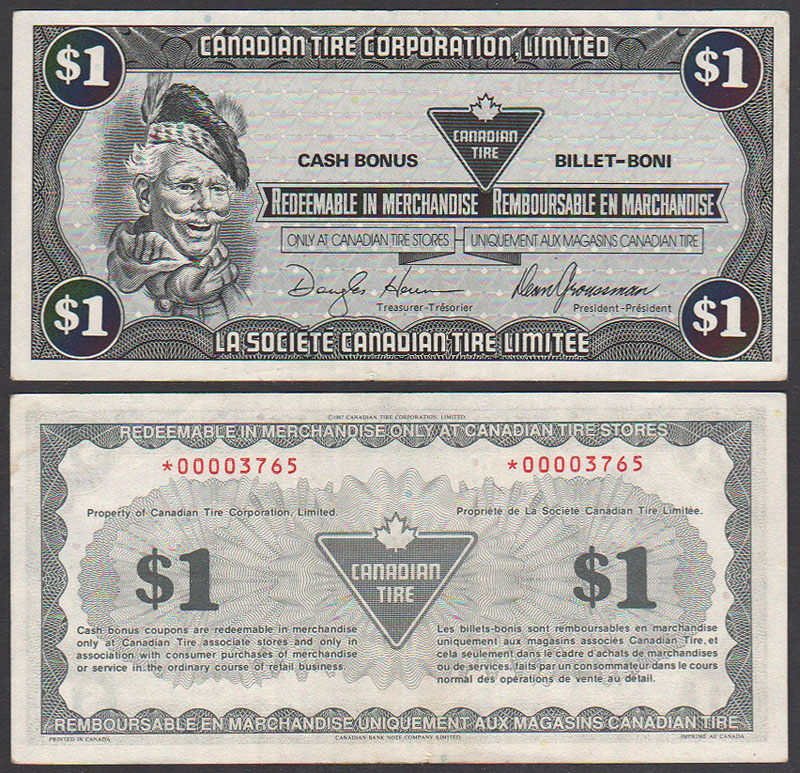 CANADIAN TIRE CORPORATION, LIMITED
$1 $1
CANADIAN
TIRE
CASH BONUS BILLET-BONI
REDEEMABLE IN MERCHANDISE REMBOURSABLE EN MARCHANDISE
ONLY AT CANADIAN TIRE STORES — UNIQUEMENT AUX MAGASINS CANADIAN TIRE
Treasurer-Trésorier President-Président
$1 $1
LA SOCIÉTÉ CANADIAN TIRE LIMITÉE
©1987 CANADIAN TIRE CORPORATION, LIMITED.
REDEEMABLE IN MERCHANDISE ONLY AT CANADIAN TIRE STORES
*00003765 *00003765
Property of Canadian Tire Corporation, Limited. Propriété de La Société Canadian Tire Limitée.
$1 $1
CANADIAN
TIRE
Cash bonus coupons are redeemable in merchandise
only at Canadian Tire associate stores and only in
association with consumer purchases of merchandise
or service in the ordinary course of retail business.
Les billets-bonis sont remboursables en marchandise
uniquement aux magasins associés Canadian Tire, et
cela seulement dans le cadre d'achats de marchandises
ou de services, faits par un consommateur dans le cours
normal des opérations de vente au détail.
REMBOURSABLE EN MARCHANDISE UNIQUEMENT AUX MAGASINS CANADIAN TIRE
PRINTED IN CANADA CANADIAN BANK NOTE COMPANY, LIMITED. IMPRIMÉ AU CANADA